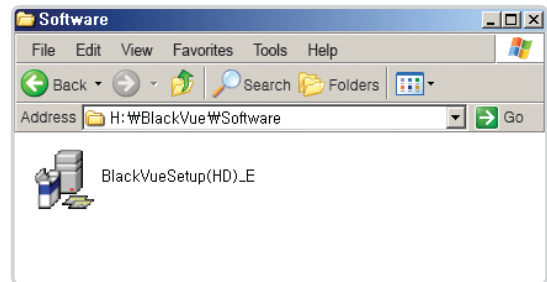 Software
File Edit View Favorites Tools Help
Back Search Folders
Address H:₩BlackVue₩Software Go
BlackVueSetup(HD)_E